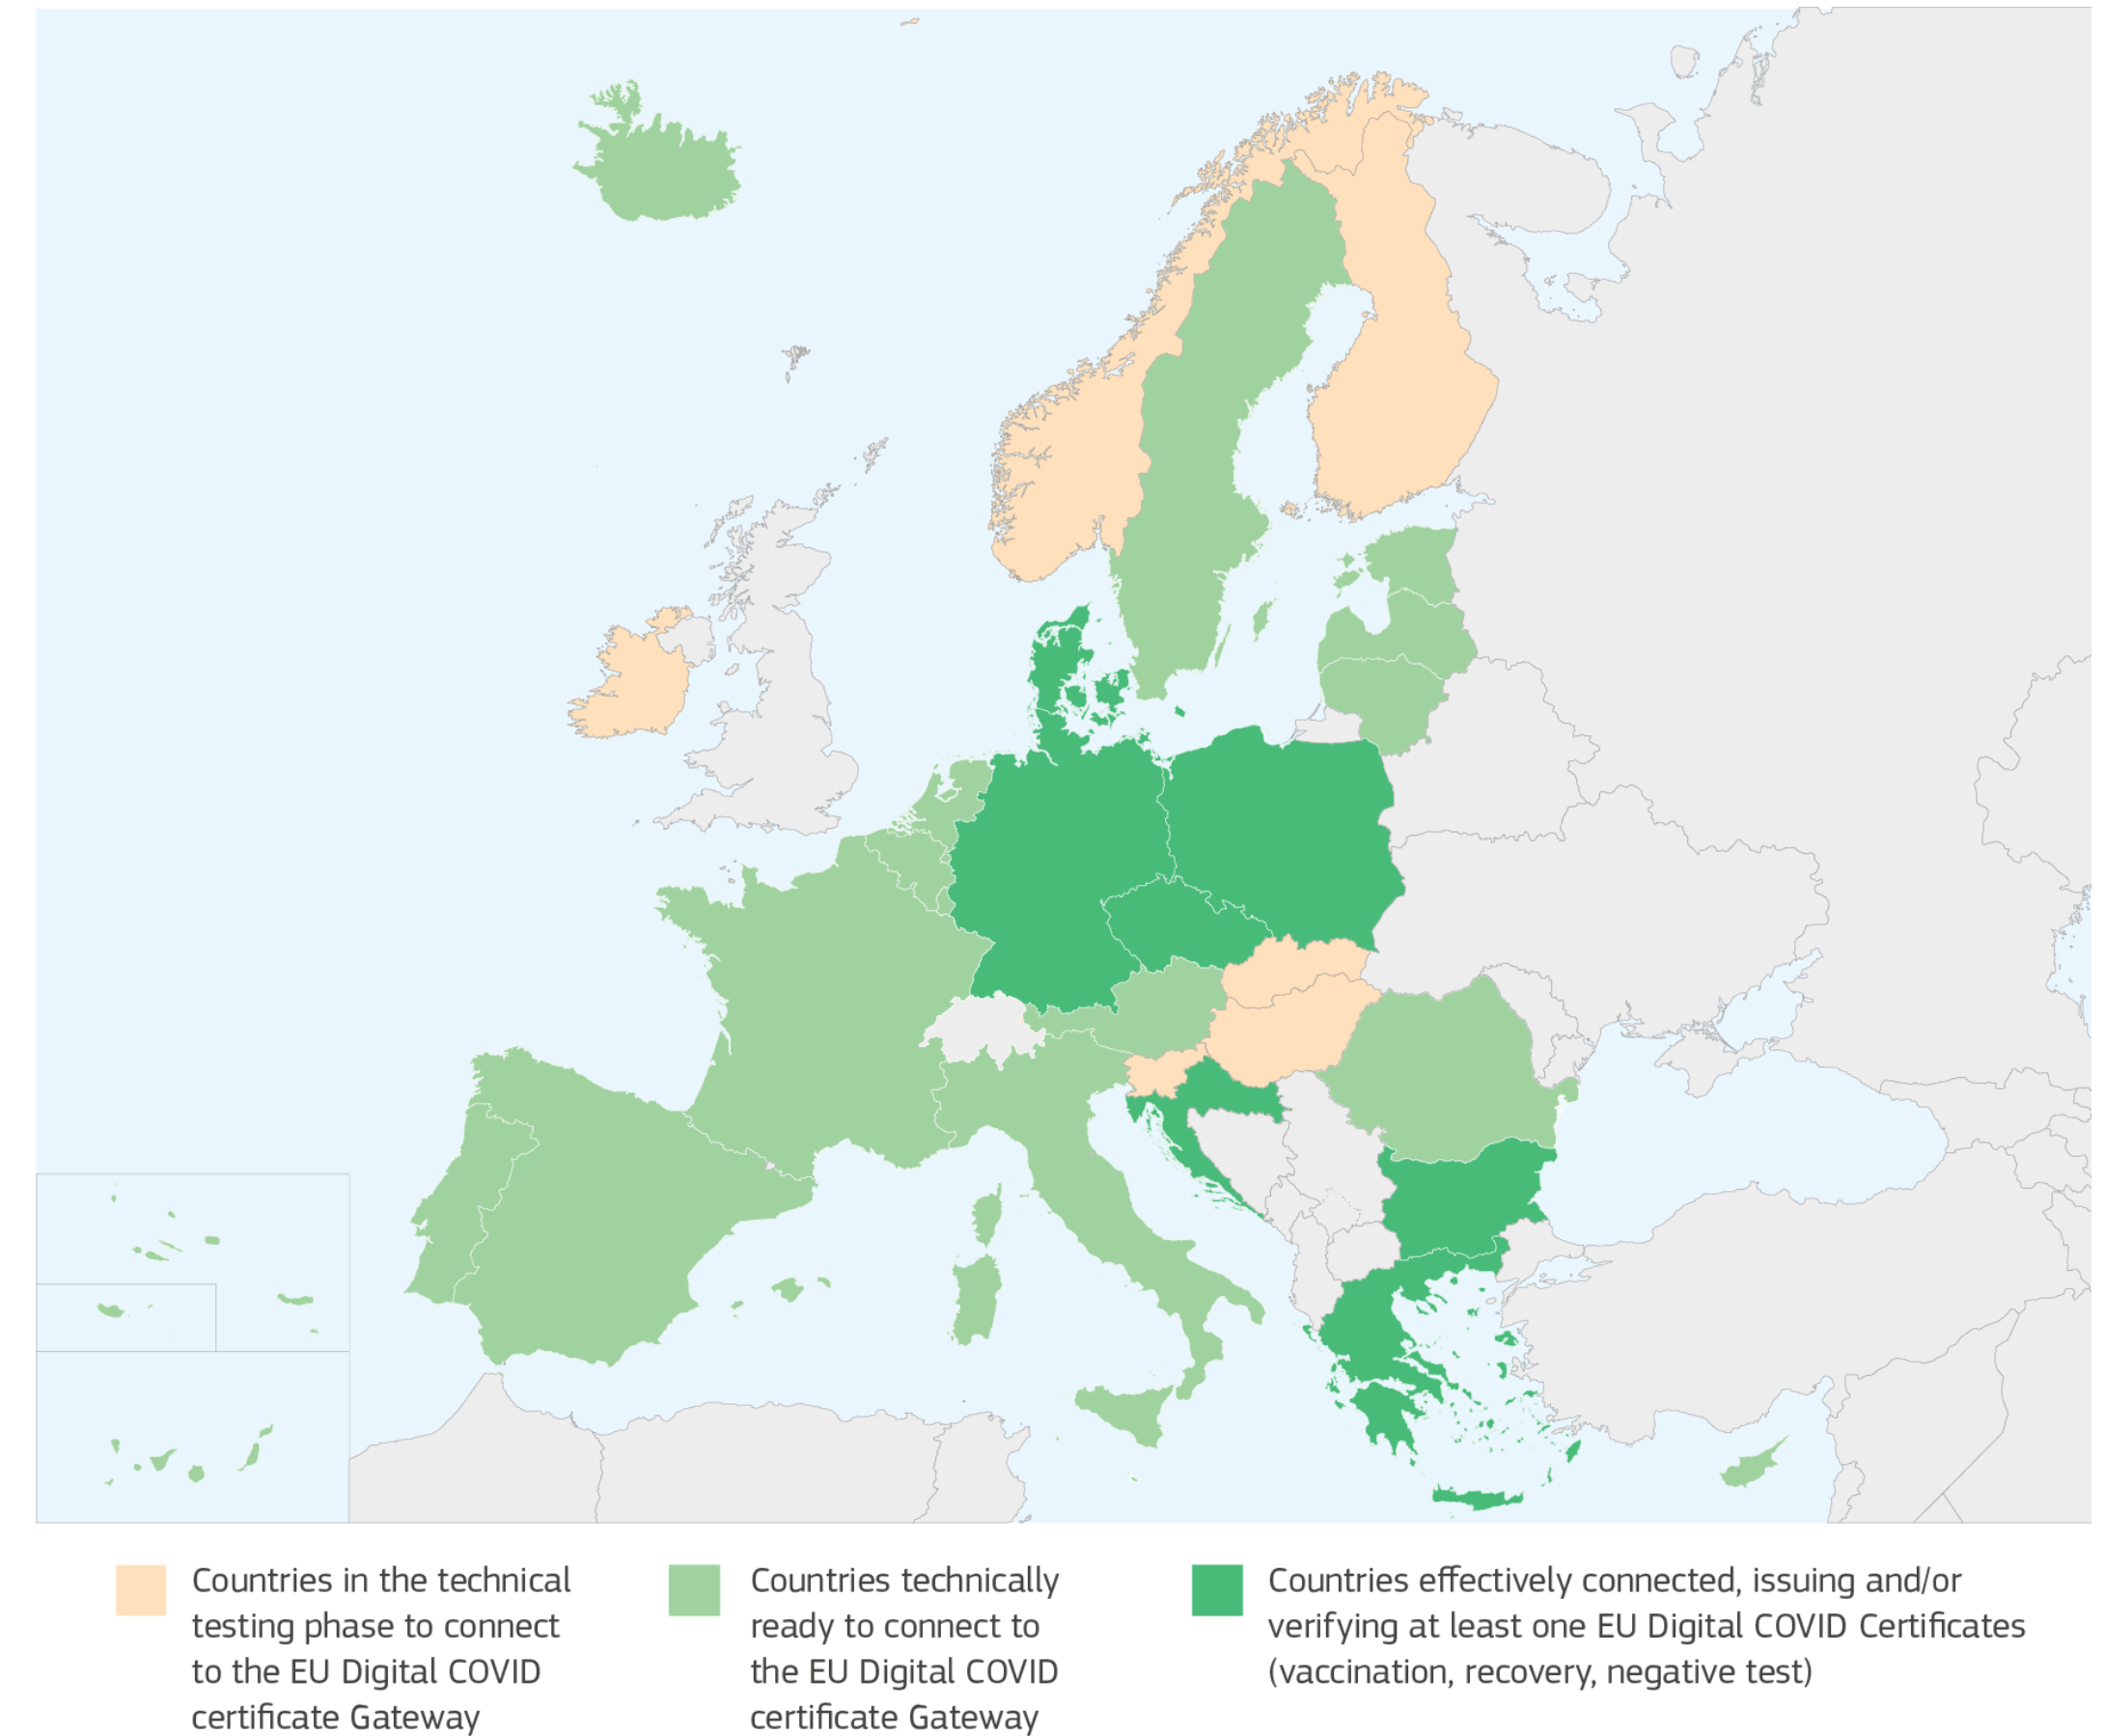 Countries in the technical
testing phase to connect
to the EU Digital COVID
certificate Gateway
Countries technically
ready to connect to
the EU Digital COVID
certificate Gateway
Countries effectively connected, issuing and/or
verifying at least one EU Digital COVID Certificates
(vaccination, recovery, negative test)